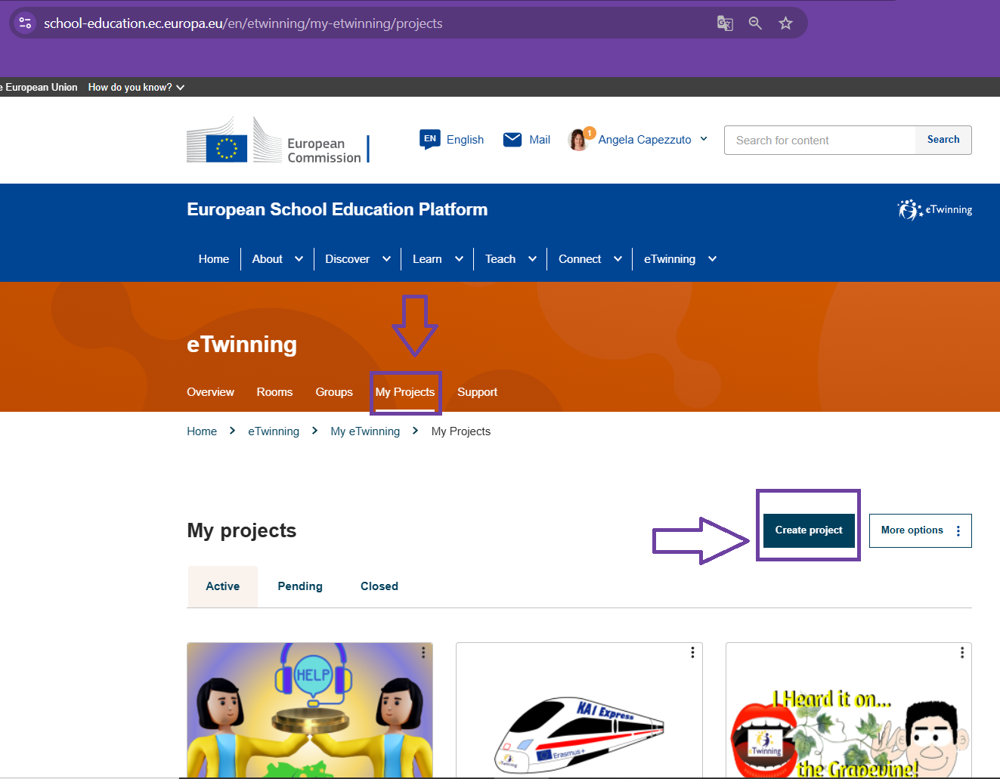 school-education.ec.europa.eu/en/etwinning/my-etwinning/projects
European Union How do you know?
European
Commission
EN English Mail 1 Angela Capezzuto Search for content Search
European School Education Platform
eTwinning
Home About Discover Learn Teach Connect eTwinning
eTwinning
Overview Rooms Groups My Projects Support
Home eTwinning My eTwinning My Projects
My projects
Create project More options
Active Pending Closed
HELP
KA1 Express
Erasmus+
eTwinning
I Heard it on...
eTwinning
the Grapevine!